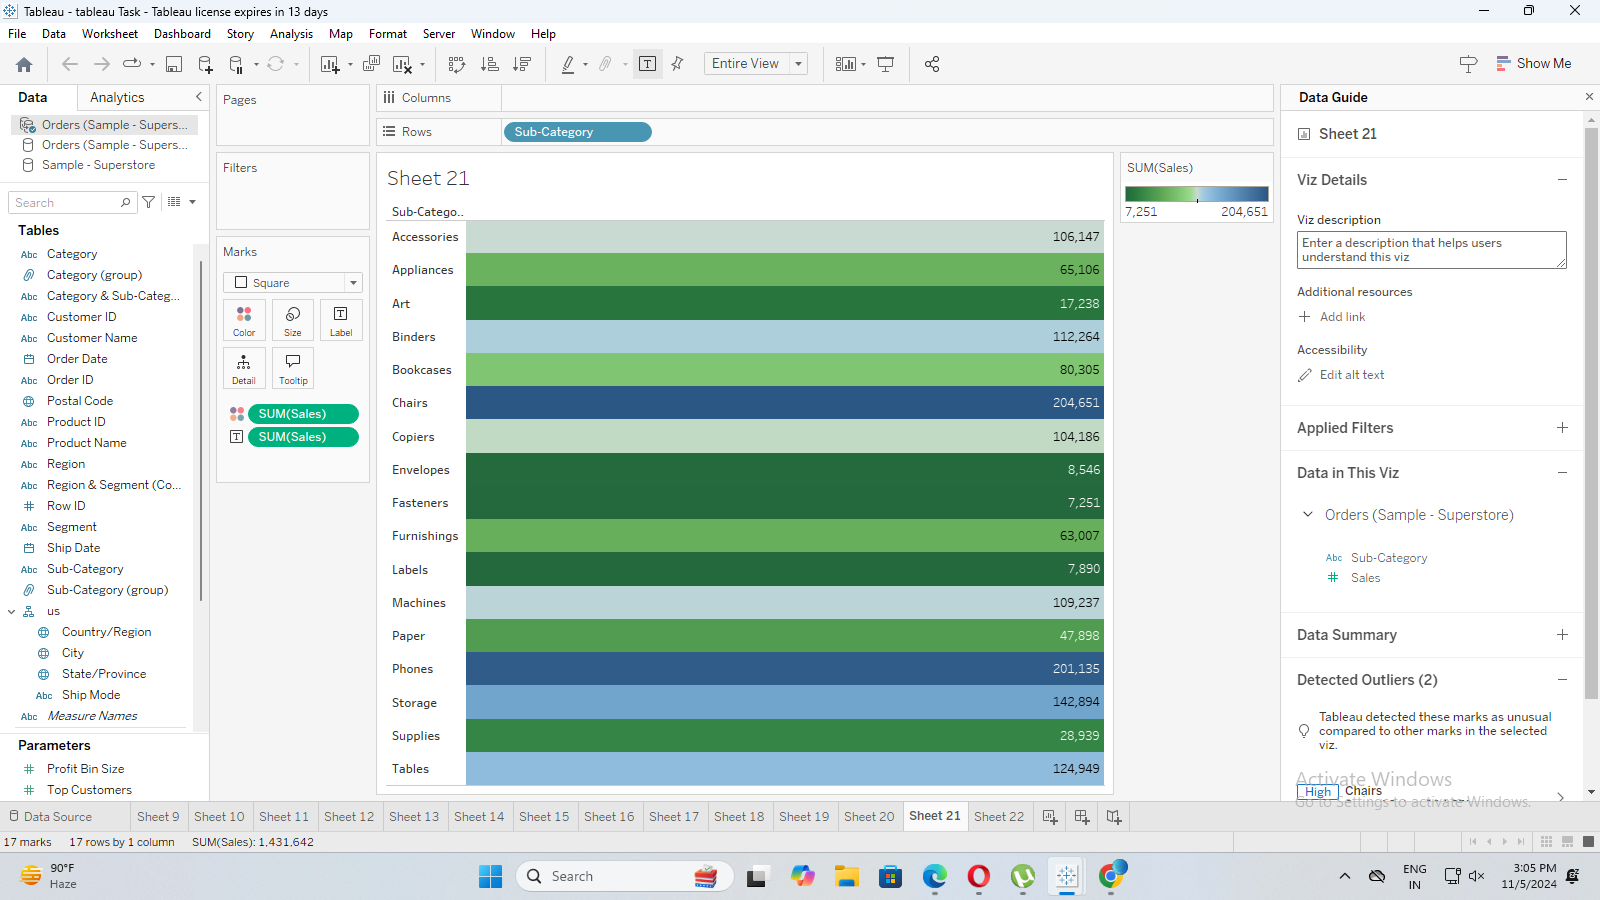 Tableau - tableau Task - Tableau license expires in 13 days
File Data Worksheet Dashboard Story Analysis Map Format Server Window Help
Entire View
Show Me
Data Analytics
Orders (Sample - Supers...
Orders (Sample - Supers...
Sample - Superstore
Search
Tables
Abc Category
Category (group)
Abc Category & Sub-Categ...
Abc Customer ID
Abc Customer Name
Order Date
Abc Order ID
Postal Code
Abc Product ID
Abc Product Name
Abc Region
Abc Region & Segment (Co...
Row ID
Abc Segment
Ship Date
Abc Sub-Category
Sub-Category (group)
us
Country/Region
City
State/Province
Abc Ship Mode
Abc Measure Names
Parameters
# Profit Bin Size
# Top Customers
Pages
Filters
Marks
Square
Color Size Label
Detail Tooltip
SUM(Sales)
SUM(Sales)
Columns
Rows Sub-Category
Sheet 21
Sub-Catego..
Accessories 106,147
Appliances 65,106
Art 17,238
Binders 112,264
Bookcases 80,305
Chairs 204,651
Copiers 104,186
Envelopes 8,546
Fasteners 7,251
Furnishings 63,007
Labels 7,890
Machines 109,237
Paper 47,898
Phones 201,135
Storage 142,894
Supplies 28,939
Tables 124,949
SUM(Sales)
7,251 204,651
Data Guide
Sheet 21
Viz Details
Viz description
Enter a description that helps users
understand this viz
Additional resources
Add link
Accessibility
Edit alt text
Applied Filters
Data in This Viz
Orders (Sample - Superstore)
Abc Sub-Category
# Sales
Data Summary
Detected Outliers (2)
Tableau detected these marks as unusual
compared to other marks in the selected
viz.
High Chairs
Activate Windows
Go to Settings to activate Windows.
Data Source Sheet 9 Sheet 10 Sheet 11 Sheet 12 Sheet 13 Sheet 14 Sheet 15 Sheet 16 Sheet 17 Sheet 18 Sheet 19 Sheet 20 Sheet 21 Sheet 22
17 marks 17 rows by 1 column SUM(Sales): 1,431,642
90°F
Haze
Search
ENG
IN
3:05 PM
11/5/2024